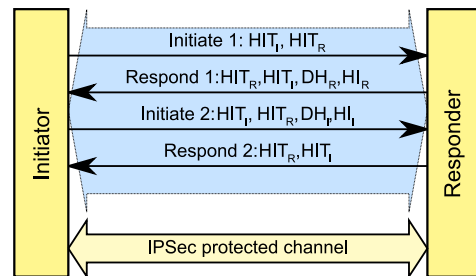 Initiate 1: HIT_I, HIT_R
Respond 1:HIT_R,HIT_I,DH_R,HI_R
Initiate 2:HIT_I, HIT_R,DH_I,HI_I
Respond 2:HIT_R,HIT_I
IPSec protected channel
Initiator
Responder